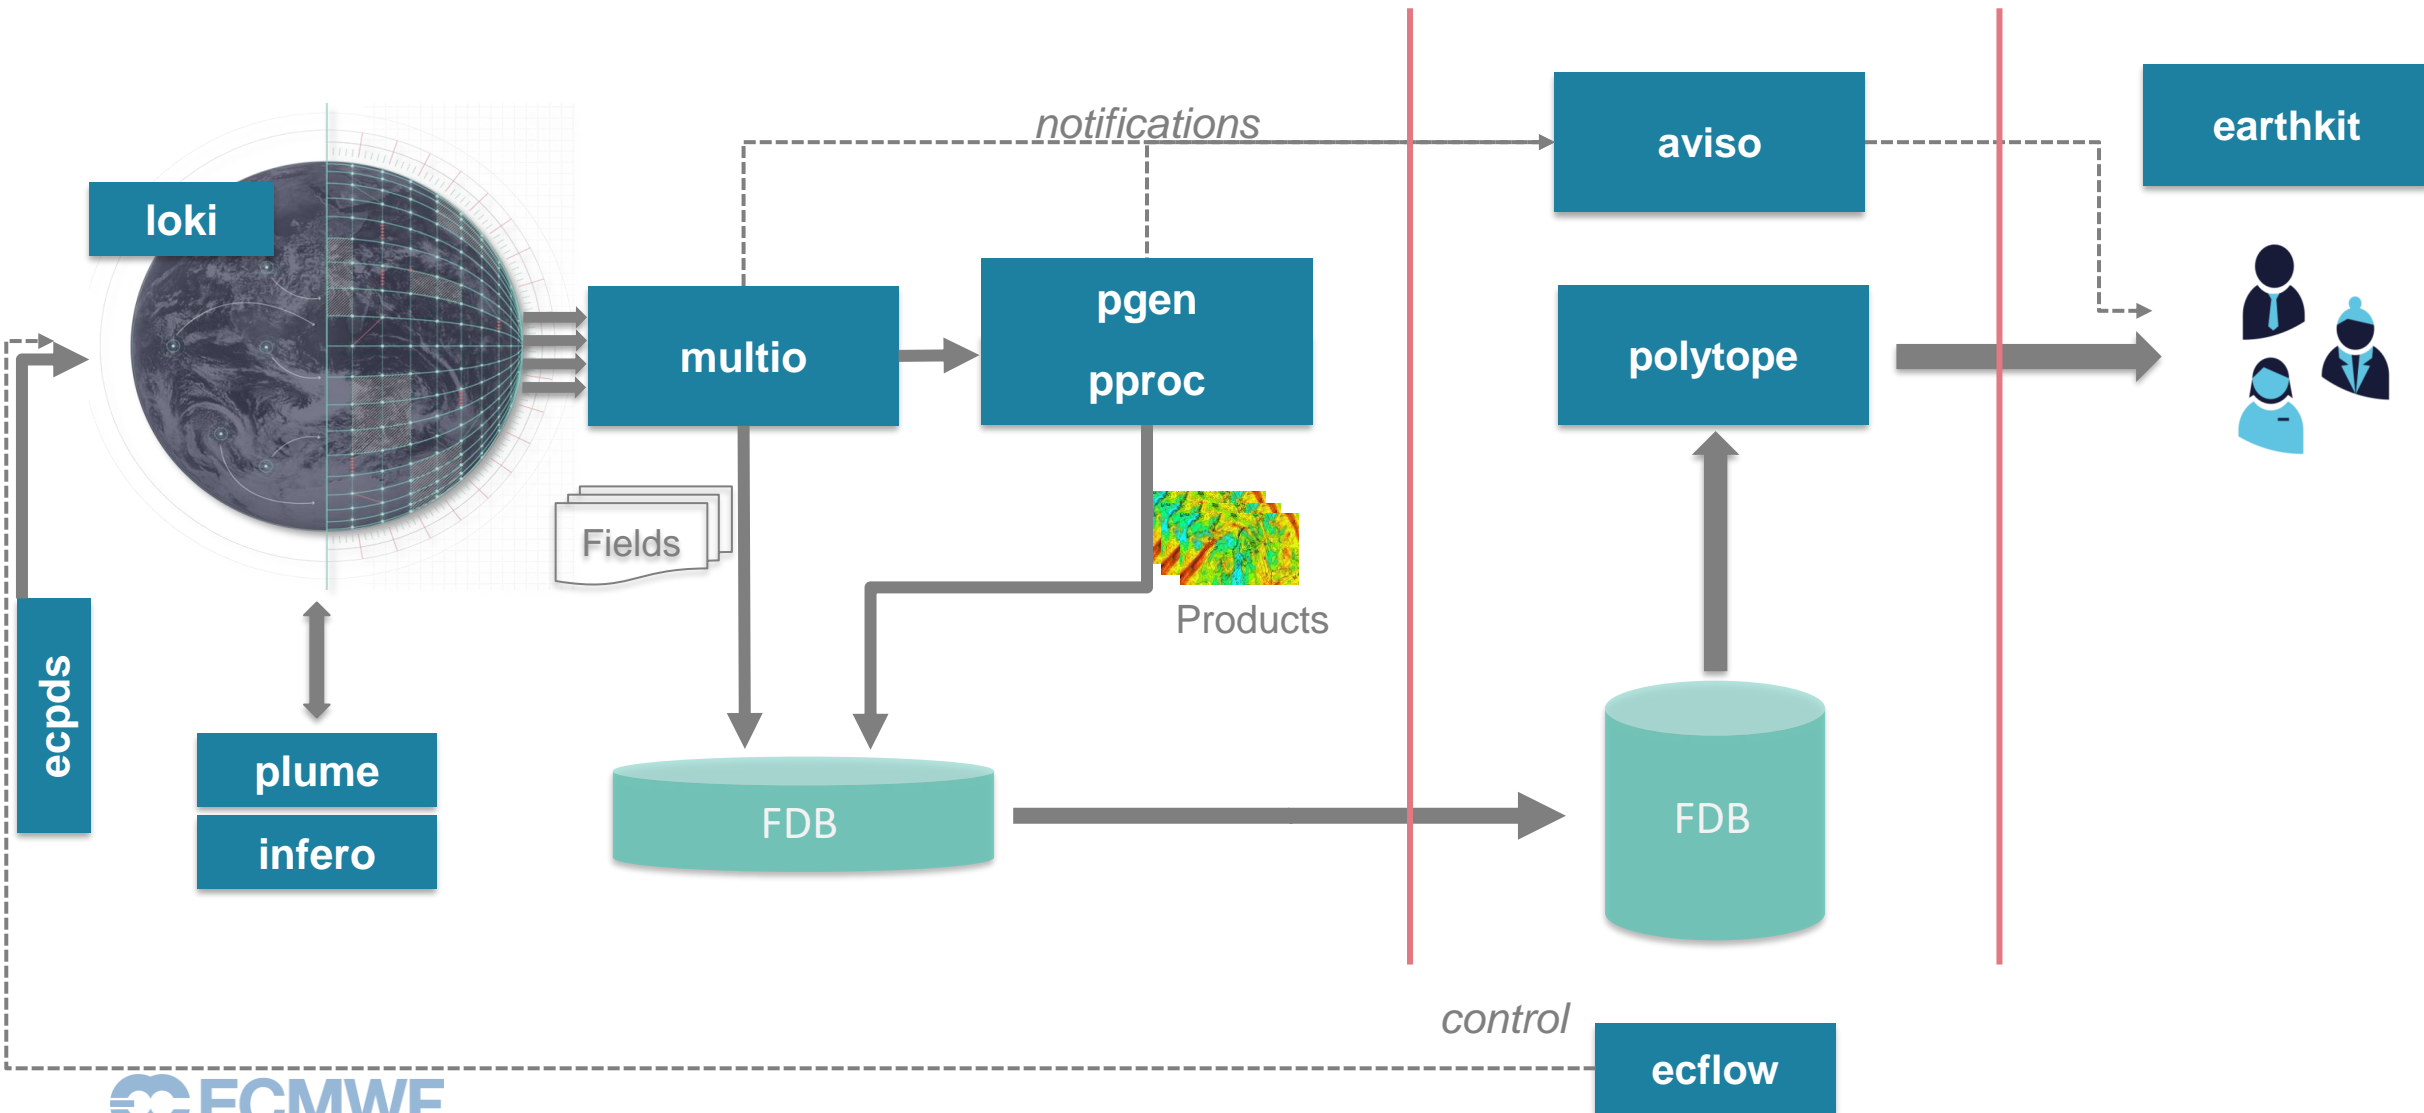 notifications
aviso
earthkit
loki
pgen
multio
pproc
polytope
Fields
Products
ecpds
plume
FDB
FDB
infero
control
ecflow
ECMWF